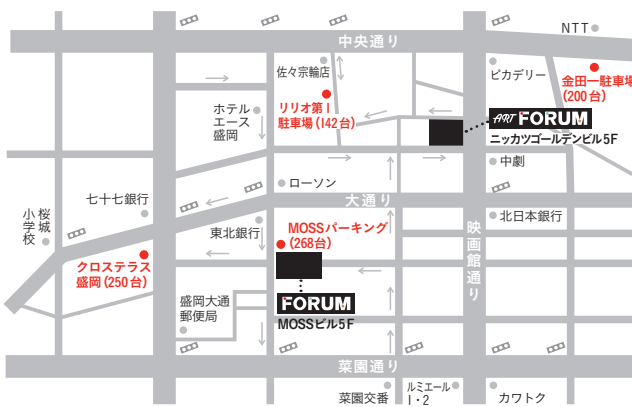 中央通り
NTT
佐々宗輪店
ピカデリー
金田一駐車場
(200台)
ホテル
エース
盛岡
リリオ第1
駐車場(142台)
ART FORUM
ニッカツゴールデンビル5F
中劇
ローソン
七十七銀行
大通り
桜城
小学校
東北銀行
MOSSパーキング
(268台)
映画館通り
北日本銀行
クロステラス
盛岡(250台)
盛岡大通
郵便局
FORUM
MOSSビル5F
菜園通り
菜園交番
ルミエール
1・2
カワトク